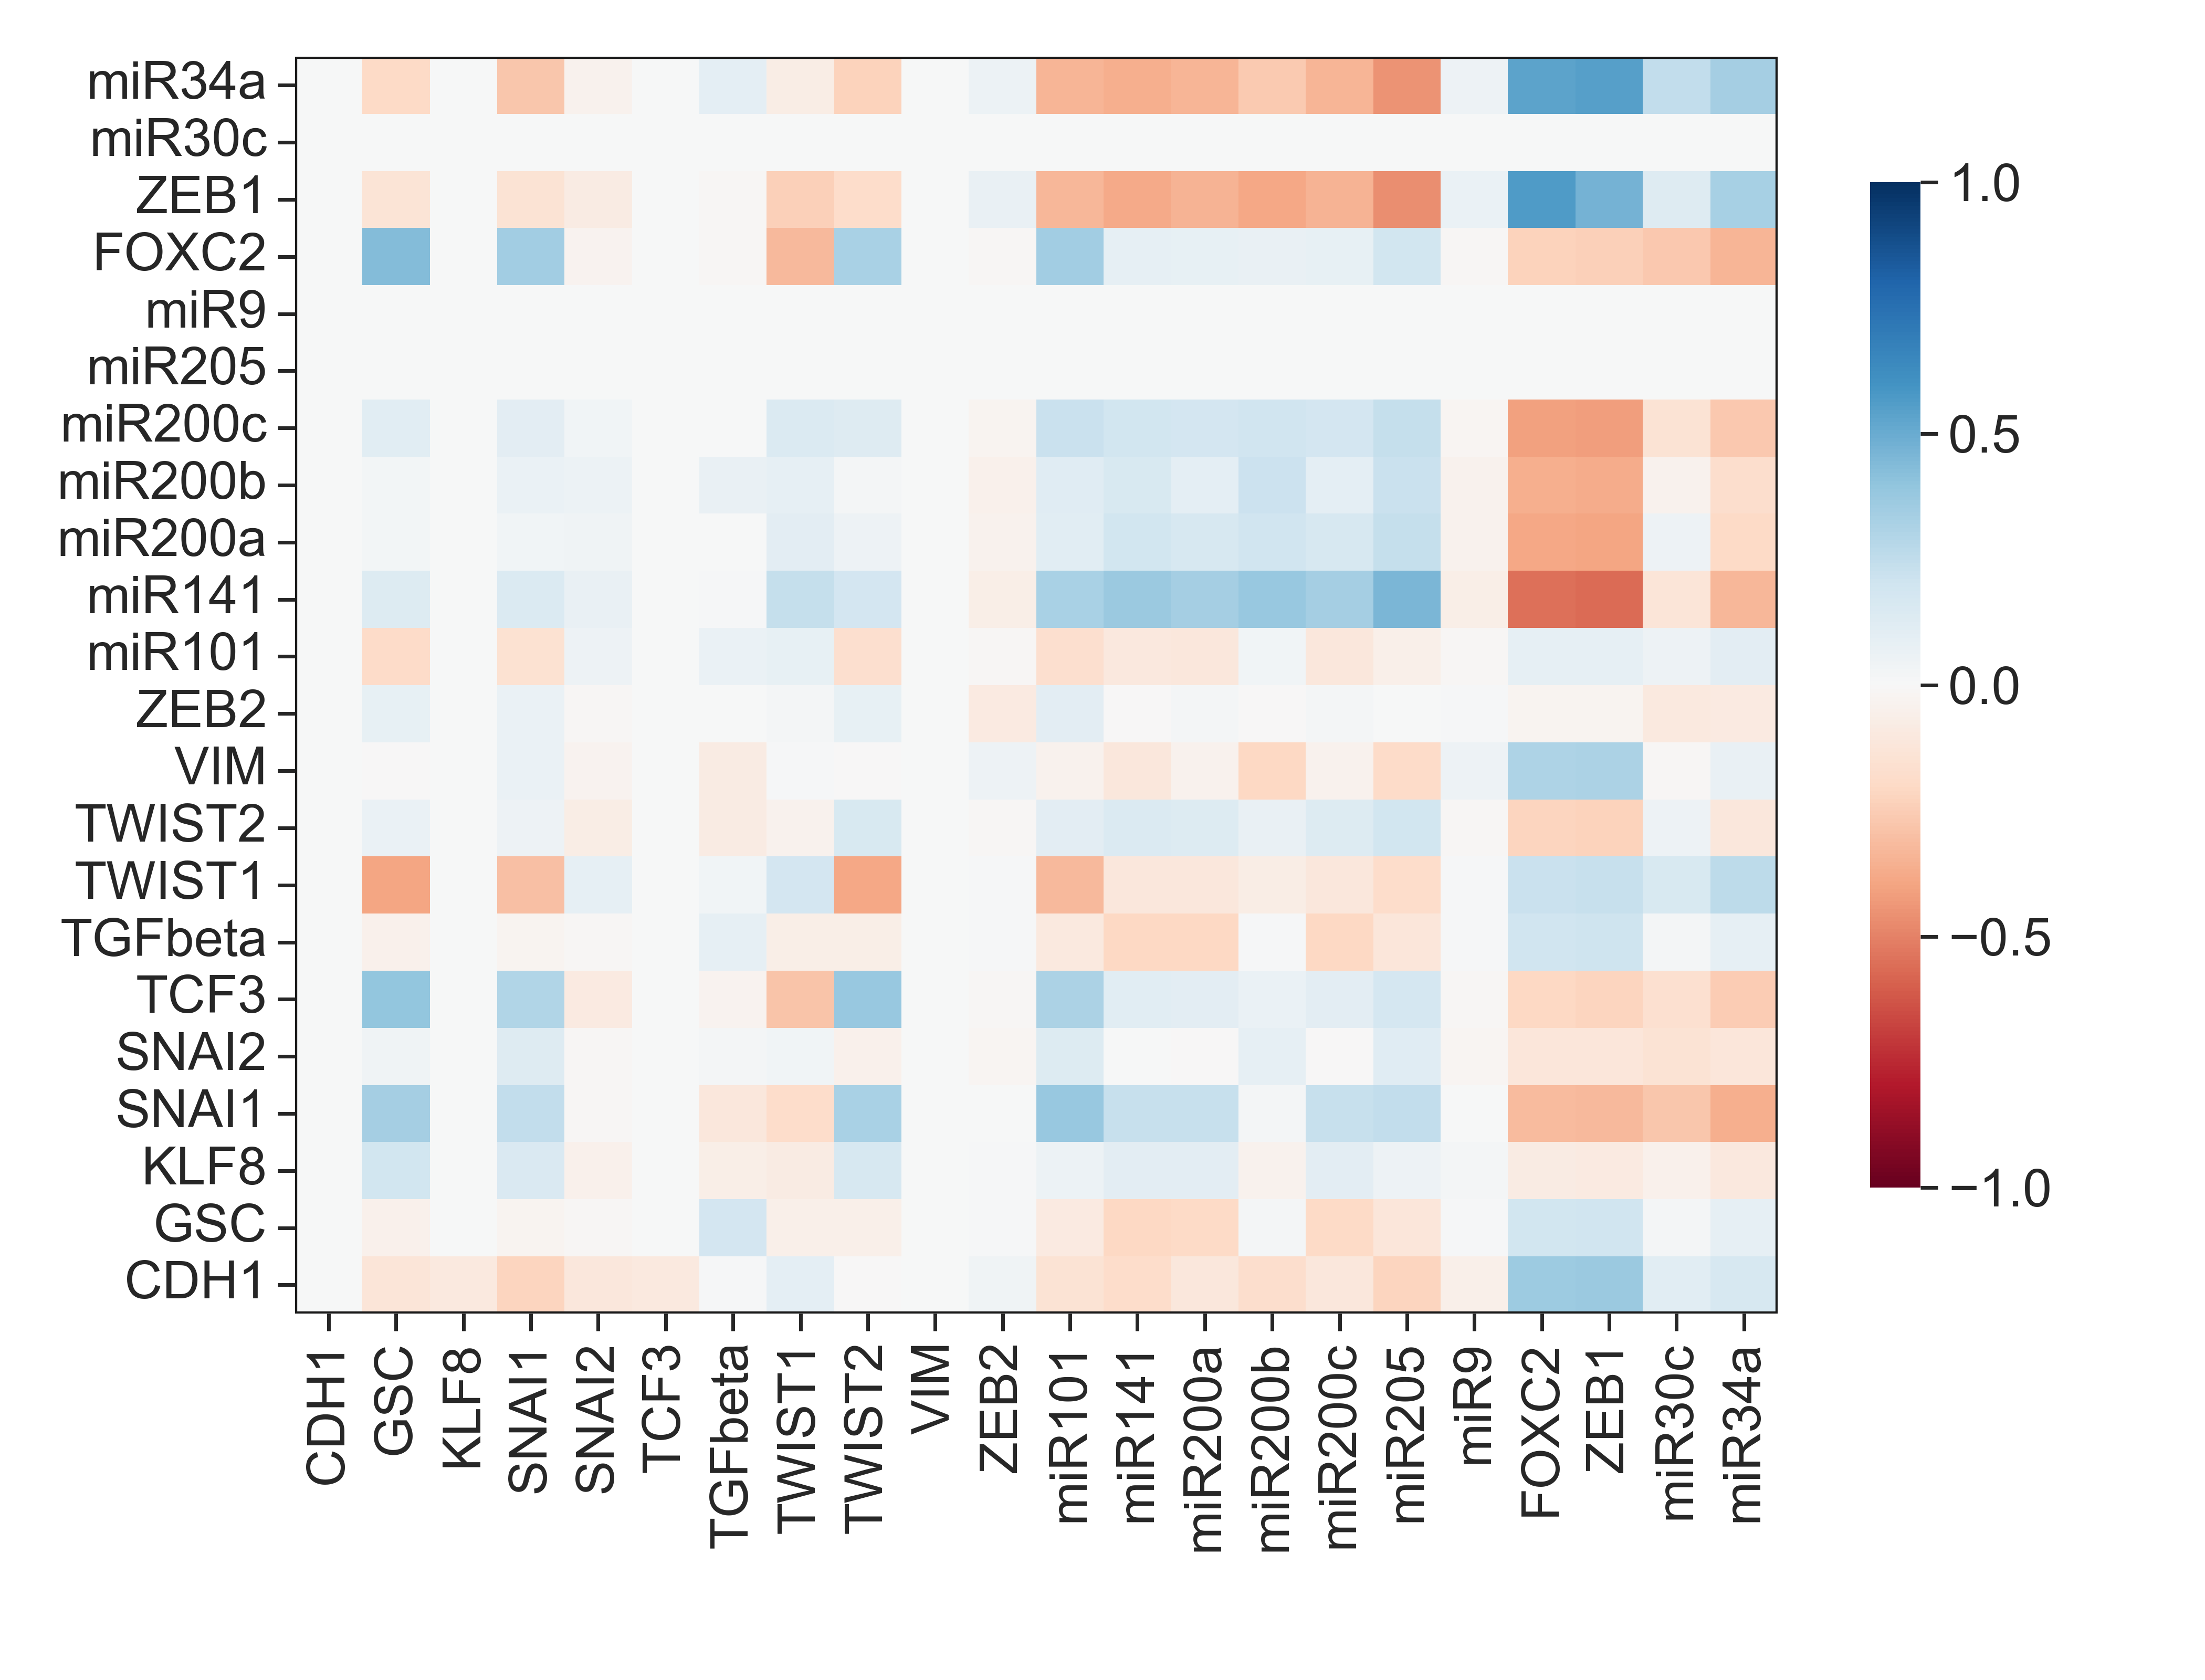 miR34a
miR30c
ZEB1
FOXC2
miR9
miR205
miR200c
miR200b
miR200a
miR141
miR101
ZEB2
VIM
TWIST2
TWIST1
TGFbeta
TCF3
SNAI2
SNAI1
KLF8
GSC
CDH1
CDH1
GSC
KLF8
SNAI1
SNAI2
TCF3
TGFbeta
TWIST1
TWIST2
VIM
ZEB2
miR101
miR141
miR200a
miR200b
miR200c
miR205
miR9
FOXC2
ZEB1
miR30c
miR34a
1.0
0.5
0.0
−0.5
−1.0